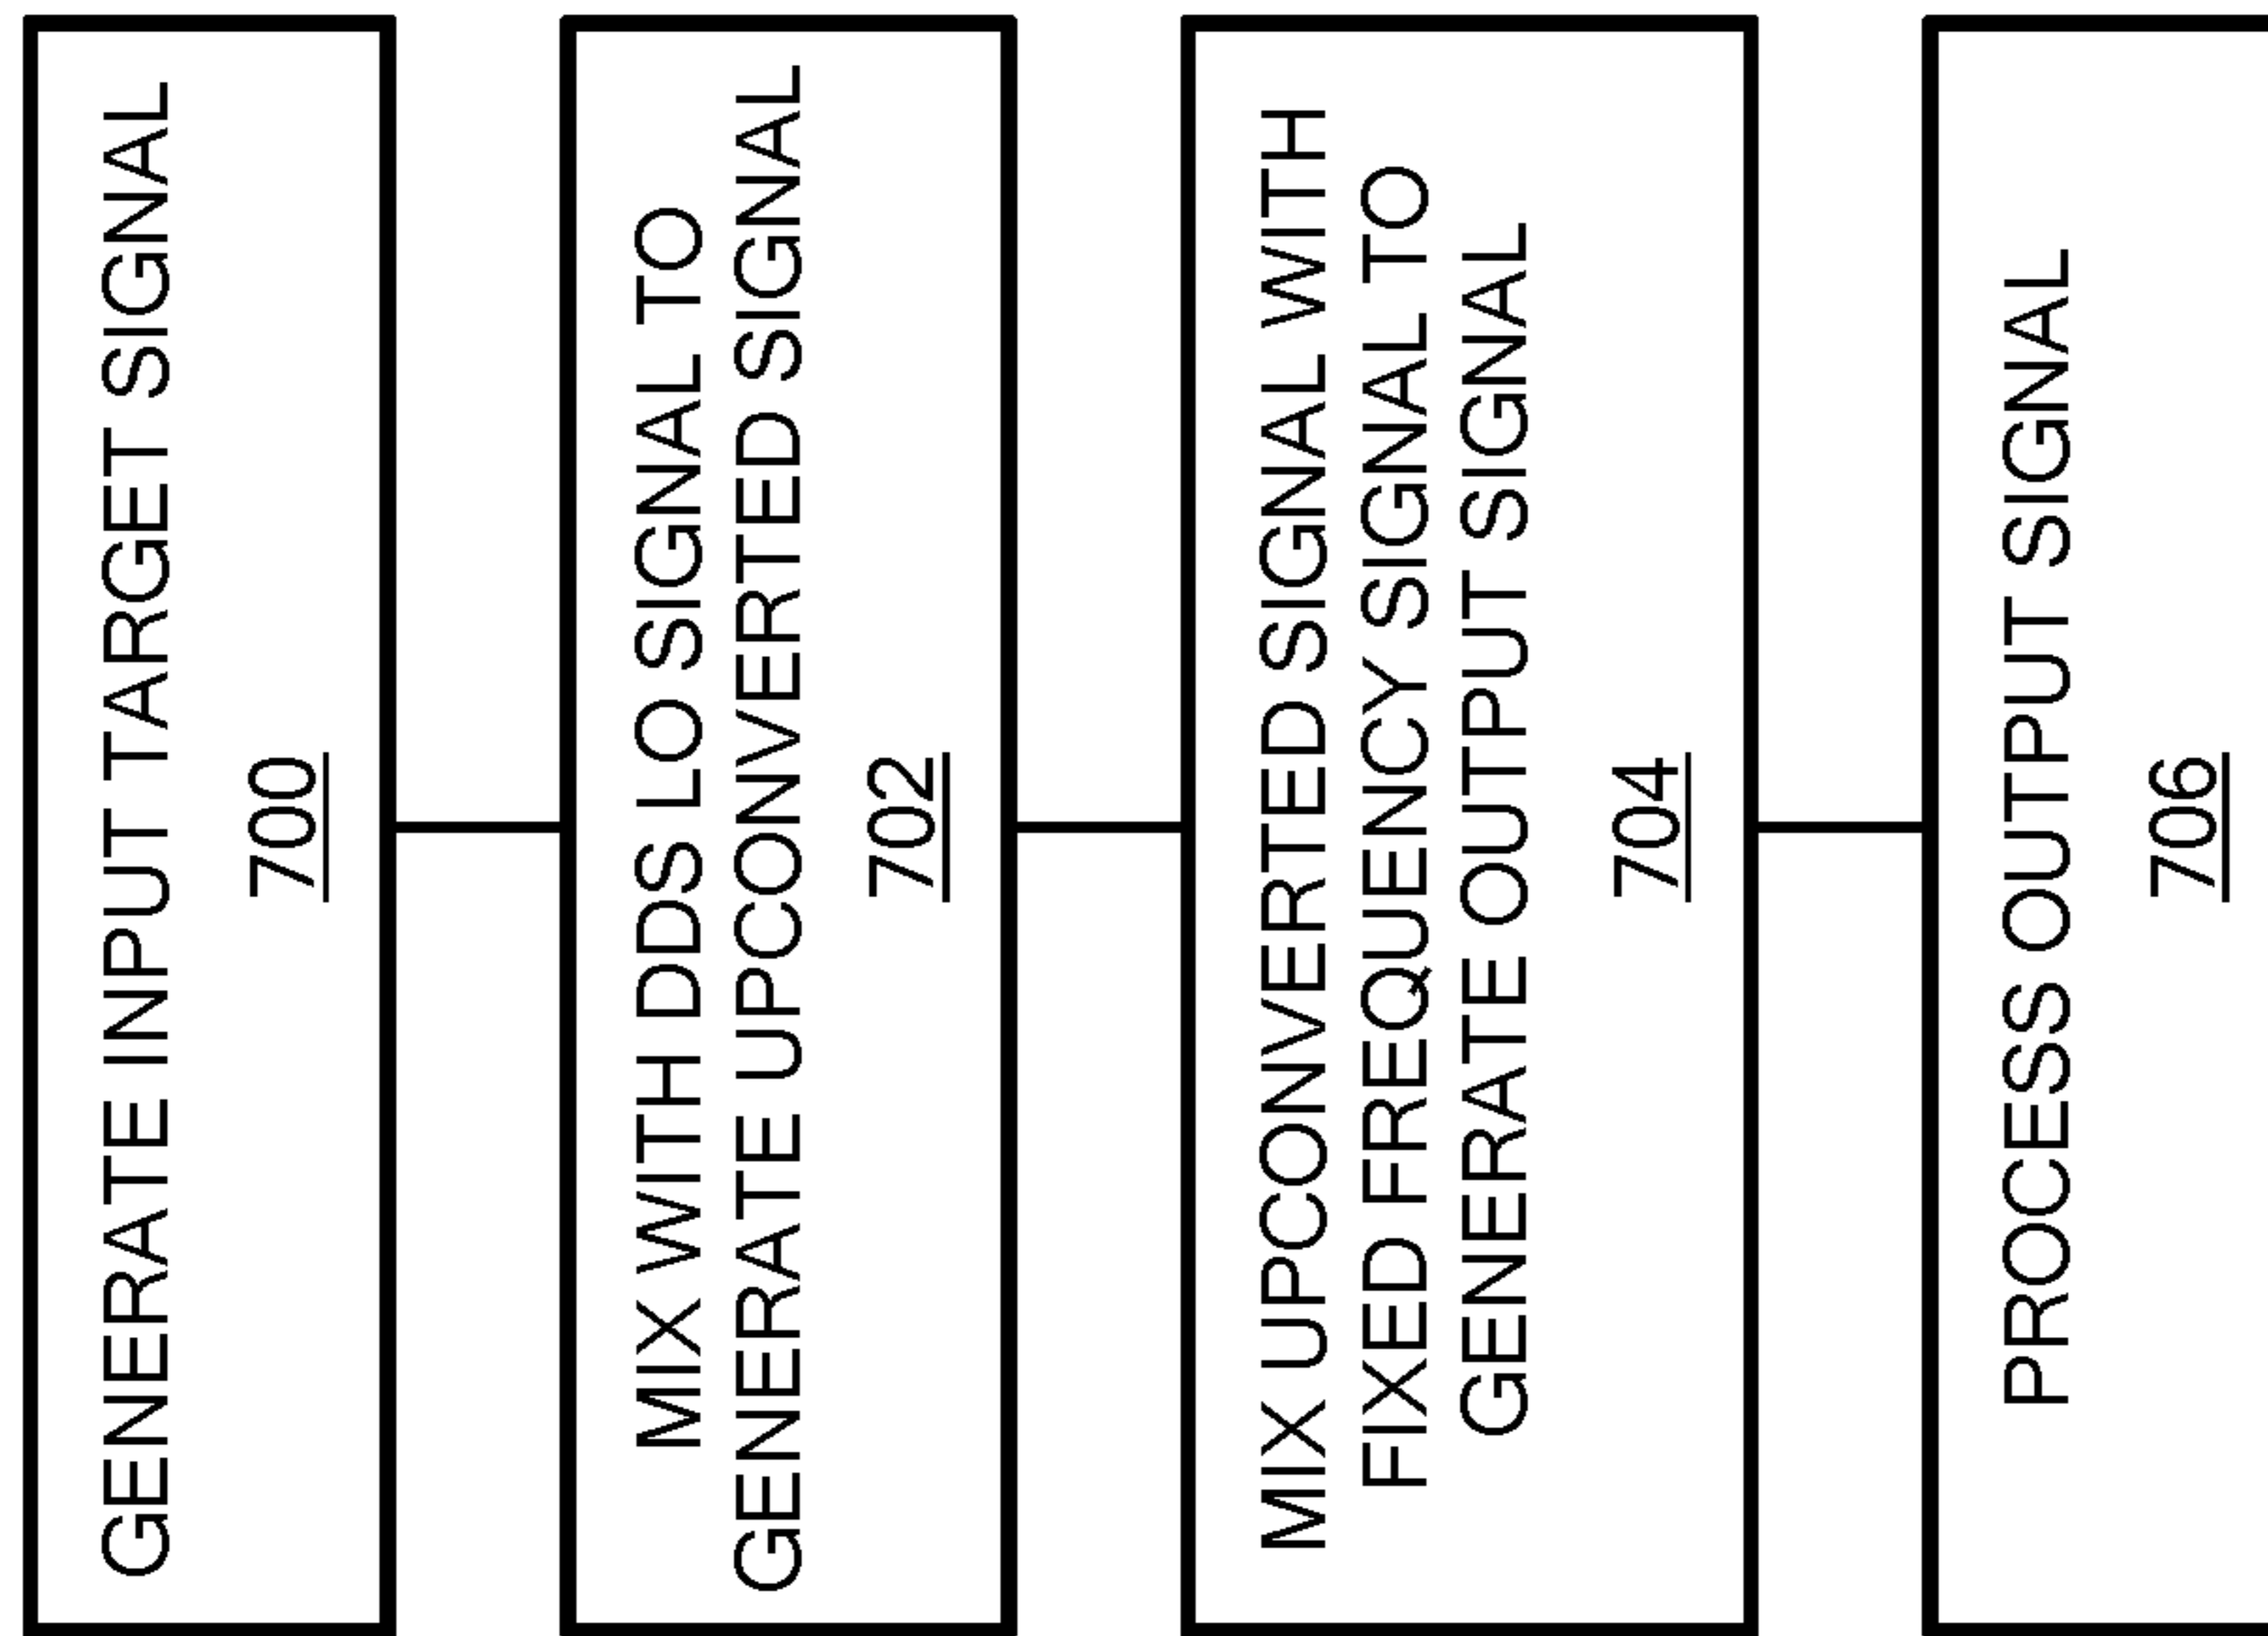 GENERATE INPUT TARGET SIGNAL
700
MIX WITH DDS LO SIGNAL TO
GENERATE UPCONVERTED SIGNAL
702
MIX UPCONVERTED SIGNAL WITH
FIXED FREQUENCY SIGNAL TO
GENERATE OUTPUT SIGNAL
704
PROCESS OUTPUT SIGNAL
706